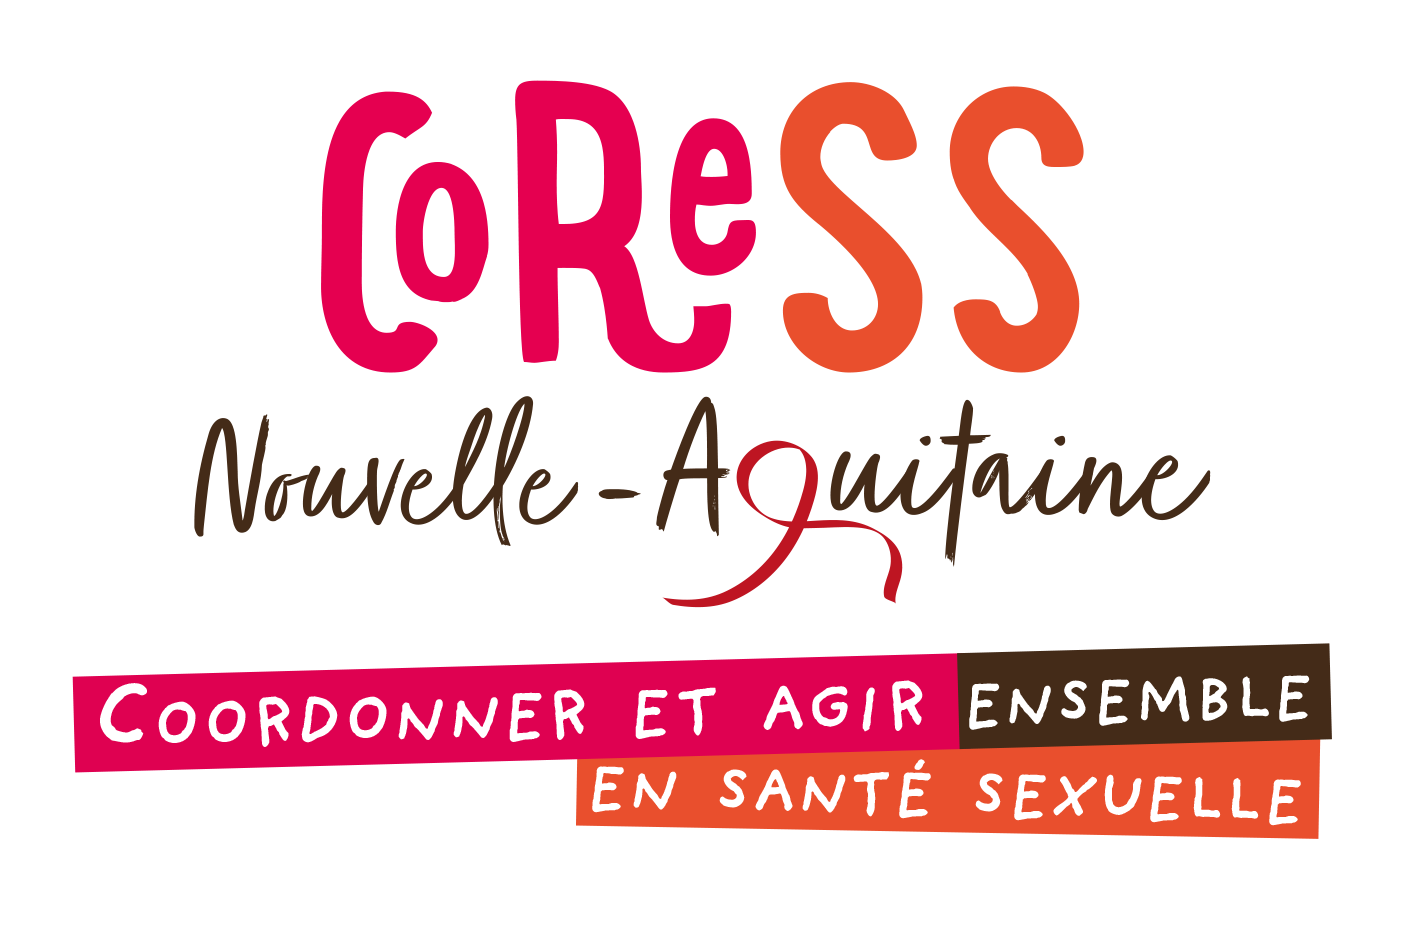 CoReSS
Nouvelle-Aquitaine
COORDONNER ET AGIR ENSEMBLE
EN SANTÉ SEXUELLE